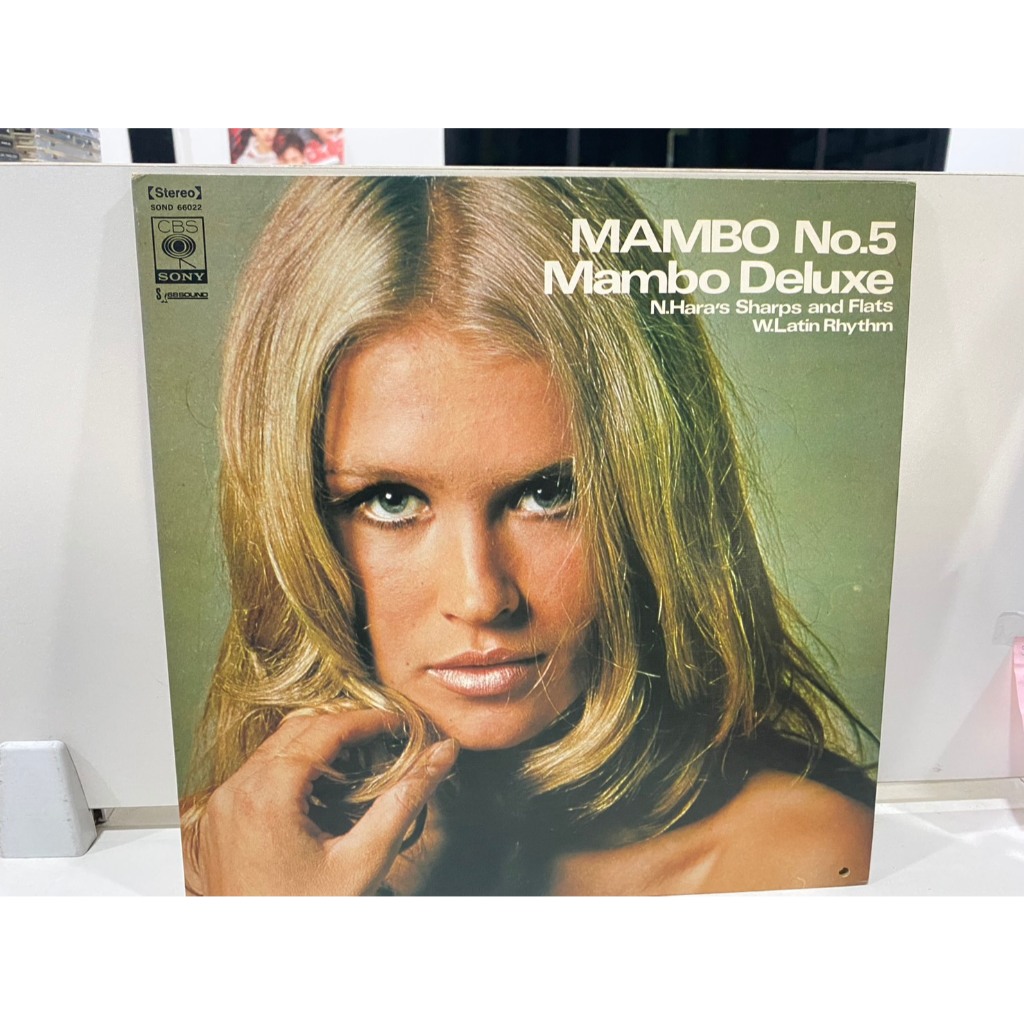 【Stereo】
SOND 66022
CBS
SONY
MAMBO No.5
Mambo Deluxe
N.Hara's Sharps and Flats
W.Latin Rhythm